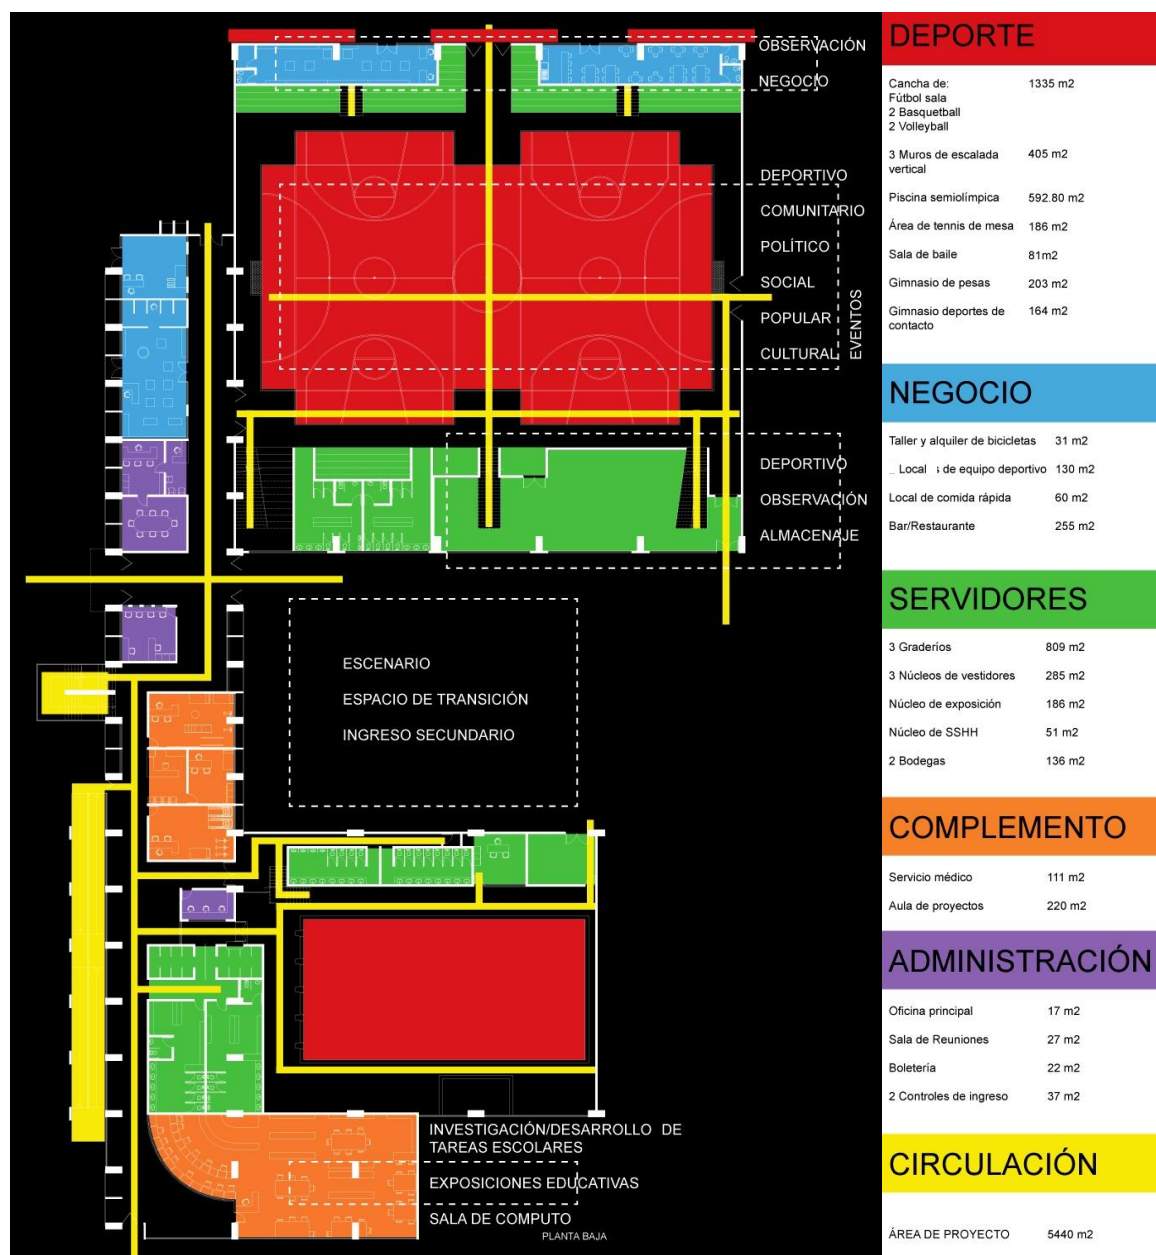 OBSERVACIÓN
NEGOCIO
DEPORTIVO
COMUNITARIO
POLÍTICO
SOCIAL
POPULAR
CULTURAL
EVENTOS
DEPORTIVO
OBSERVACIÓN
ALMACENAJE
ESCENARIO
ESPACIO DE TRANSICIÓN
INGRESO SECUNDARIO
INVESTIGACIÓN/DESARROLLO DE
TAREAS ESCOLARES
EXPOSICIONES EDUCATIVAS
SALA DE COMPUTO
PLANTA BAJA
DEPORTE
Cancha de: 1335 m2
Fútbol sala
2 Basquetball
2 Volleyball
3 Muros de escalada 405 m2
vertical
Piscina semiolímpica 592.80 m2
Área de tennis de mesa 186 m2
Sala de baile 81m2
Gimnasio de pesas 203 m2
Gimnasio deportes de 164 m2
contacto
NEGOCIO
Taller y alquiler de bicicletas 31 m2
Local de equipo deportivo 130 m2
Local de comida rápida 60 m2
Bar/Restaurante 255 m2
SERVIDORES
3 Graderíos 809 m2
3 Núcleos de vestidores 285 m2
Núcleo de exposición 186 m2
Núcleo de SSHH 51 m2
2 Bodegas 136 m2
COMPLEMENTO
Servicio médico 111 m2
Aula de proyectos 220 m2
ADMINISTRACIÓN
Oficina principal 17 m2
Sala de Reuniones 27 m2
Boletería 22 m2
2 Controles de ingreso 37 m2
CIRCULACIÓN
ÁREA DE PROYECTO 5440 m2